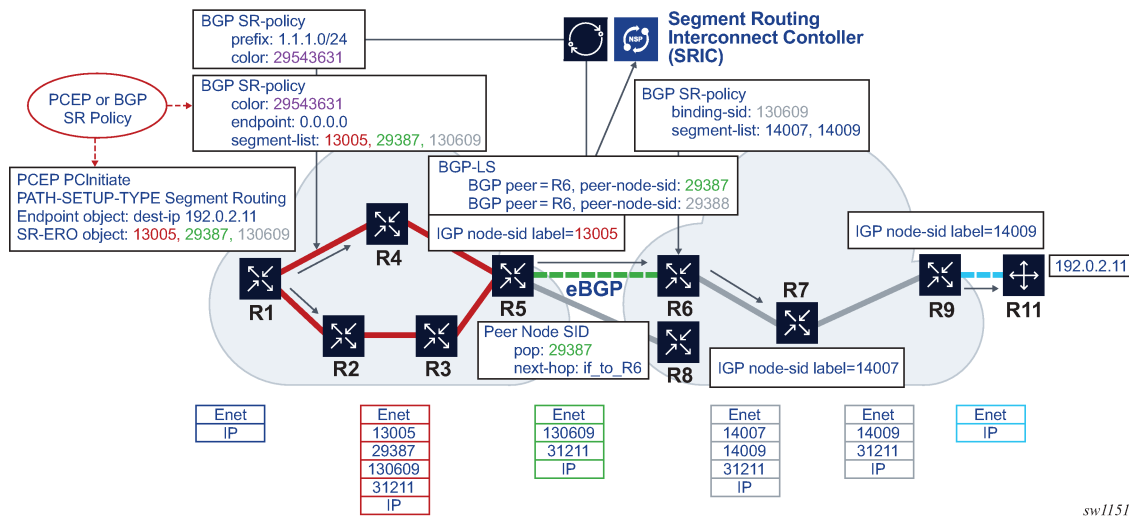 BGP SR-policy
prefix: 1.1.1.0/24
color: 29543631
NSP
Segment Routing
Interconnect Contoller
(SRIC)
PCEP or BGP
SR Policy
BGP SR-policy
color: 29543631
endpoint: 0.0.0.0
segment-list: 13005, 29387, 130609
BGP SR-policy
binding-sid: 130609
segment-list: 14007, 14009
PCEP PCInitiate
PATH-SETUP-TYPE Segment Routing
Endpoint object: dest-ip 192.0.2.11
SR-ERO object: 13005, 29387, 130609
BGP-LS
BGP peer = R6, peer-node-sid: 29387
BGP peer = R6, peer-node-sid: 29388
IGP node-sid label=13005
IGP node-sid label=14009
192.0.2.11
R4
R1
R5
eBGP
R6
R7
R9
R11
R2
R3
Peer Node SID
pop: 29387
next-hop: if_to_R6
R8
IGP node-sid label=14007
Enet
IP
Enet
13005
29387
130609
31211
IP
Enet
130609
31211
IP
Enet
14007
14009
31211
IP
Enet
14009
31211
IP
Enet
IP
sw1151